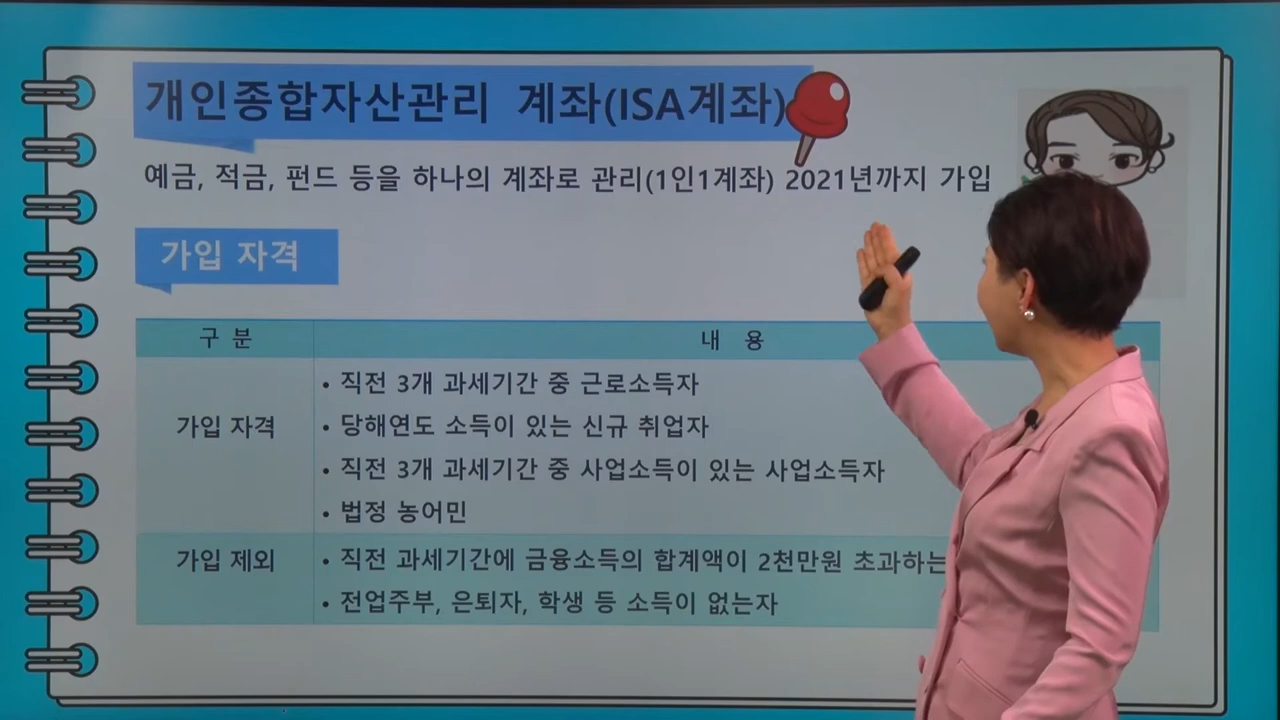 개인종합자산관리 계좌(ISA계좌)
예금, 적금, 펀드 등을 하나의 계좌로 관리(1인1계좌) 2021년까지 가입
가입 자격
구 분 내 용
가입 자격
• 직전 3개 과세기간 중 근로소득자
• 당해연도 소득이 있는 신규 취업자
• 직전 3개 과세기간 중 사업소득이 있는 사업소득자
• 법정 농어민
가입 제외
• 직전 과세기간에 금융소득의 합계액이 2천만원 초과하는
• 전업주부, 은퇴자, 학생 등 소득이 없는자